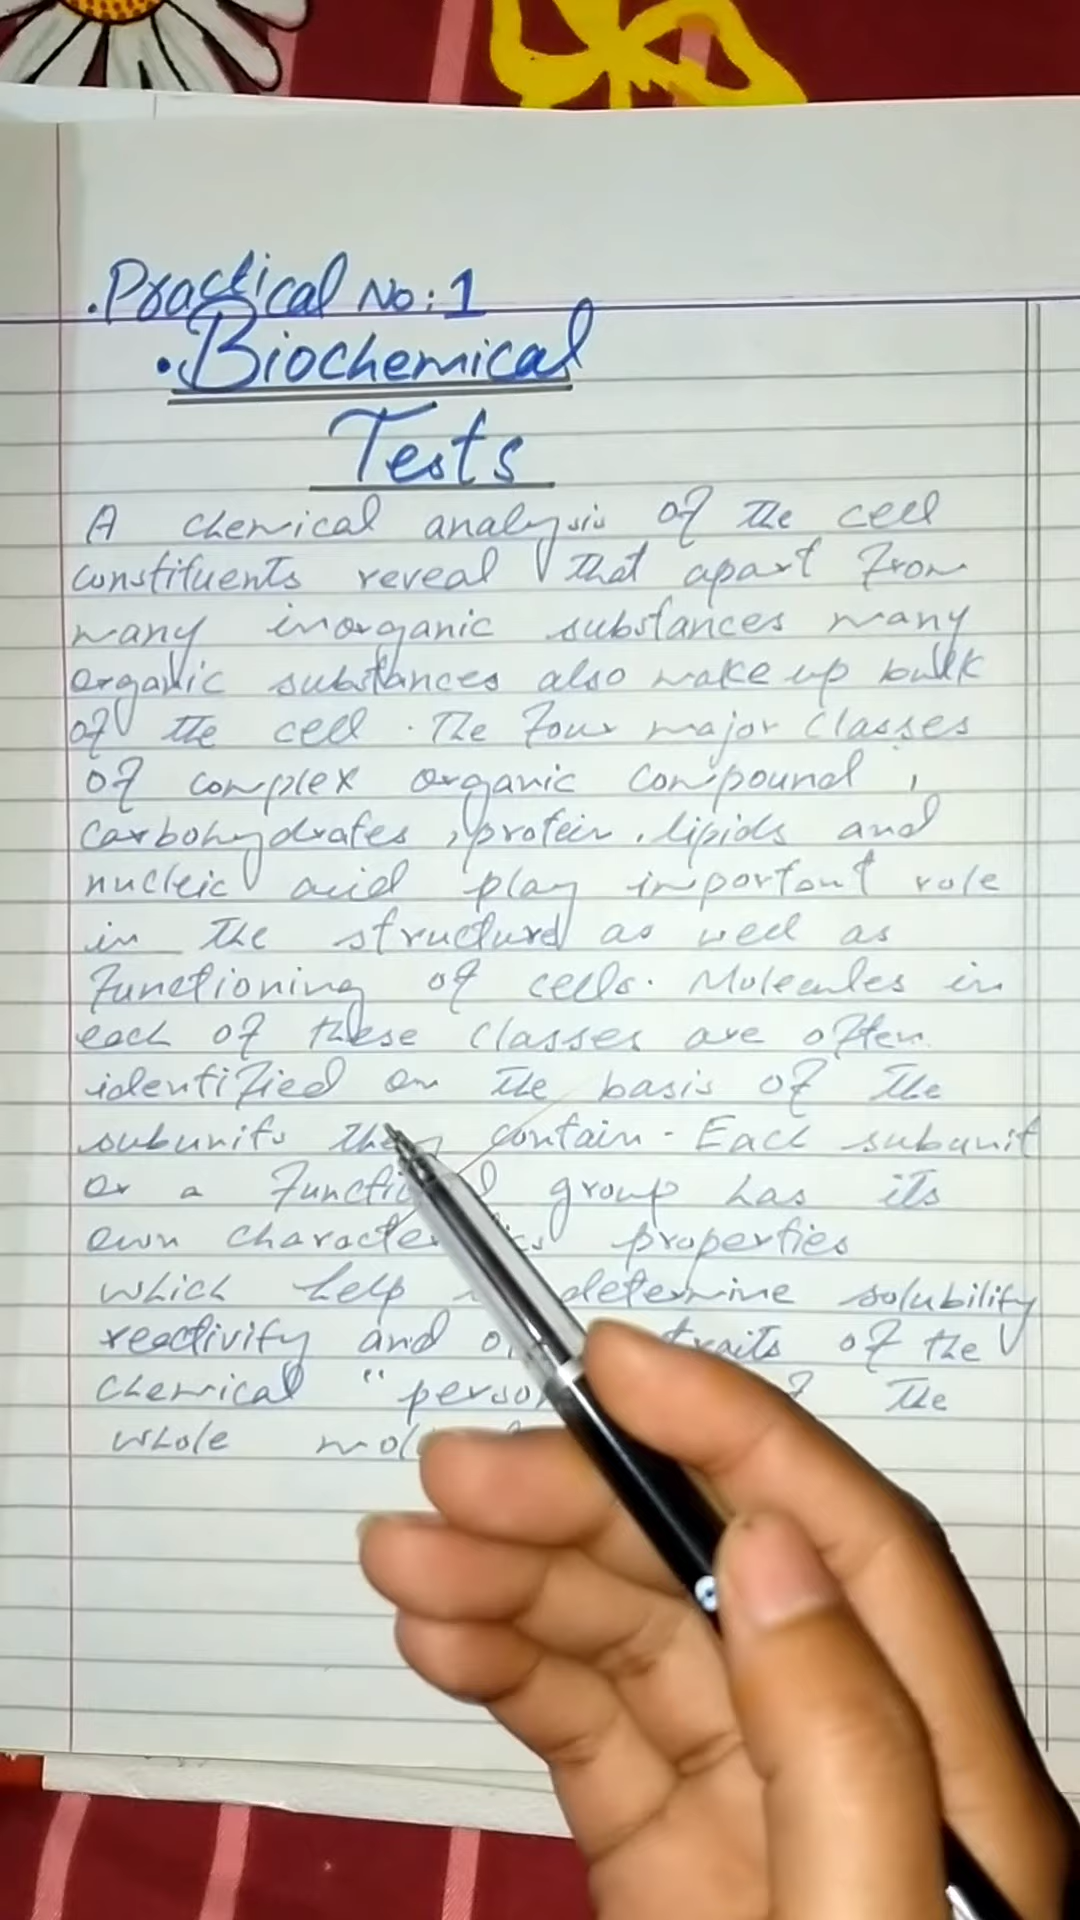 .Practical No:1
.Biochemical
Tests
A chemical analysis of the cell
constituents reveal that apart from
many inorganic substances many
organic substances also make up bulk
of the cell. The four major classes
of complex organic compound,
carbohydrates, protein, lipids and
nucleic acid play important role
in the structured as well as
functioning of cells. Molecules in
each of these classes are often
identified on the basis of the
subunits they contain. Each subunit
or a group has its
own properties
which help determine solubility
reactivity and traits of the
chemical " the
whole